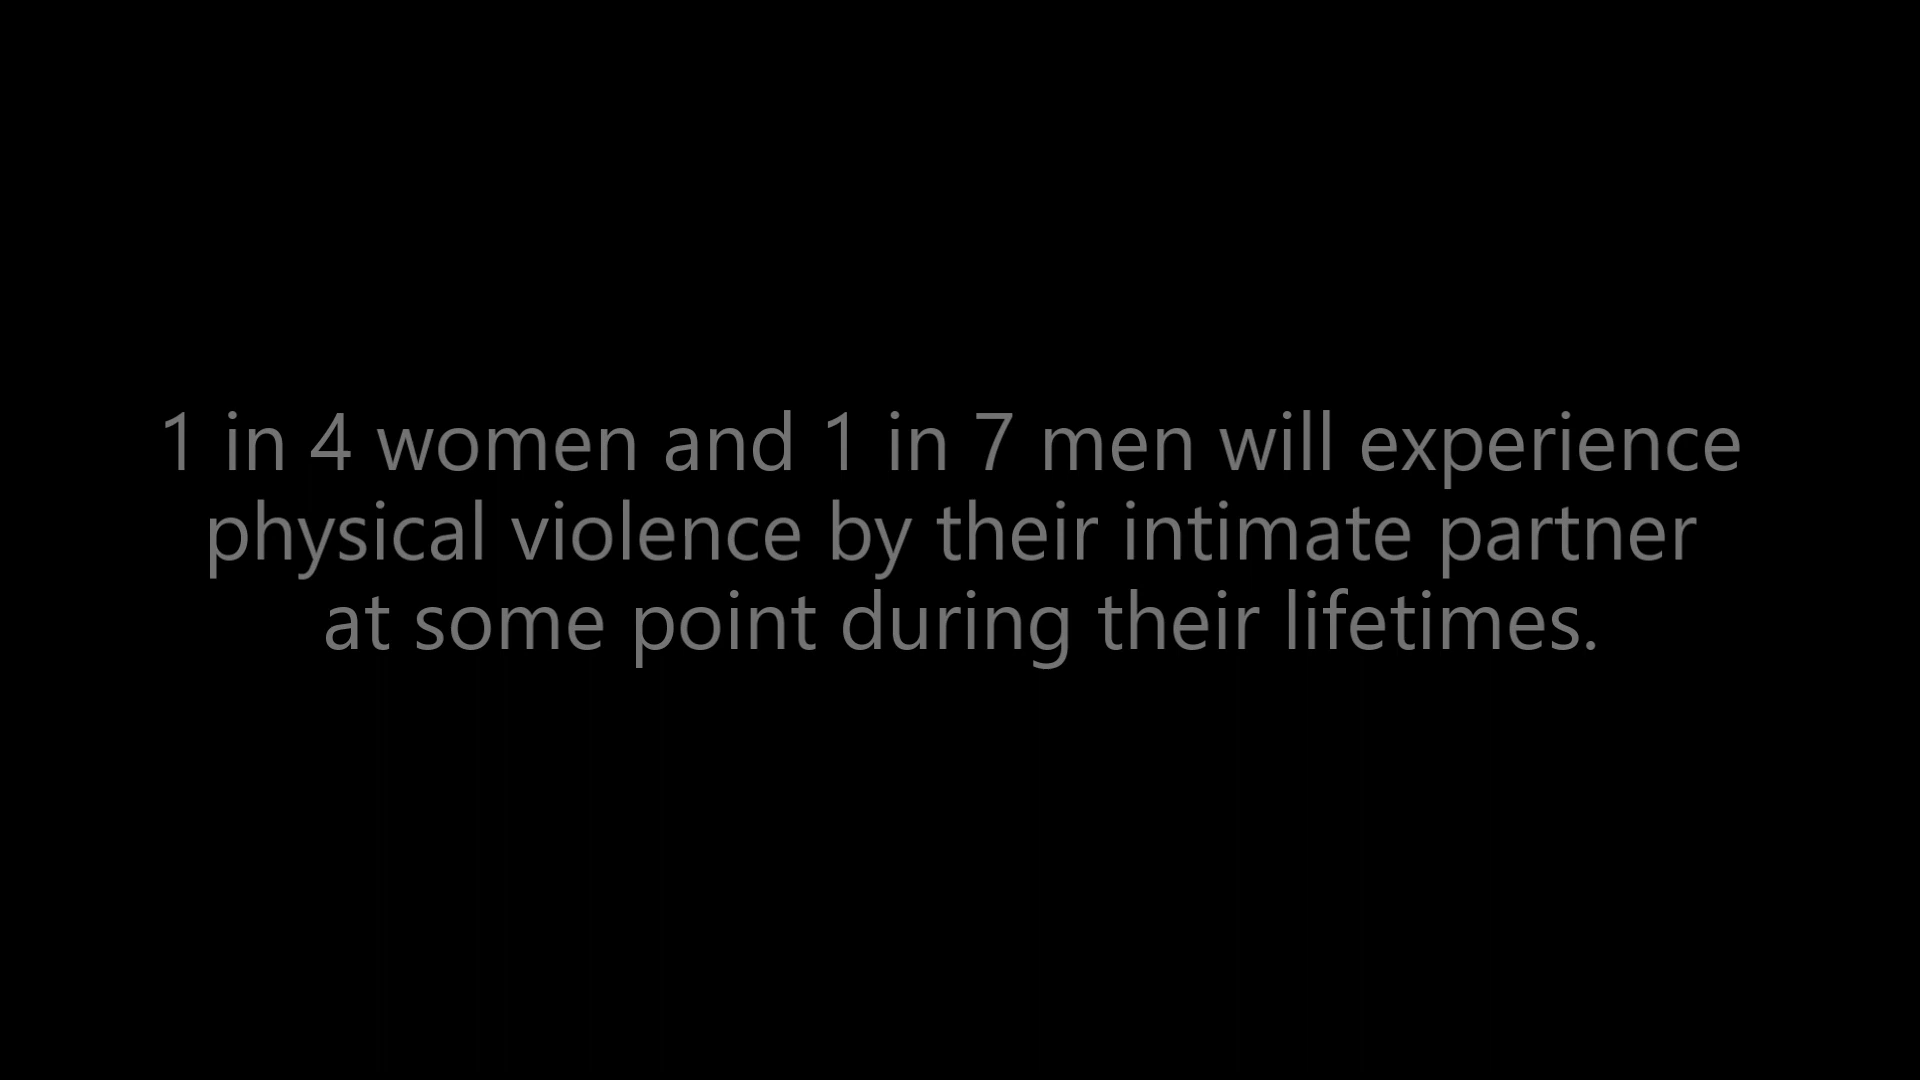 1 in 4 women and 1 in 7 men will experience
physical violence by their intimate partner
at some point during their lifetimes.